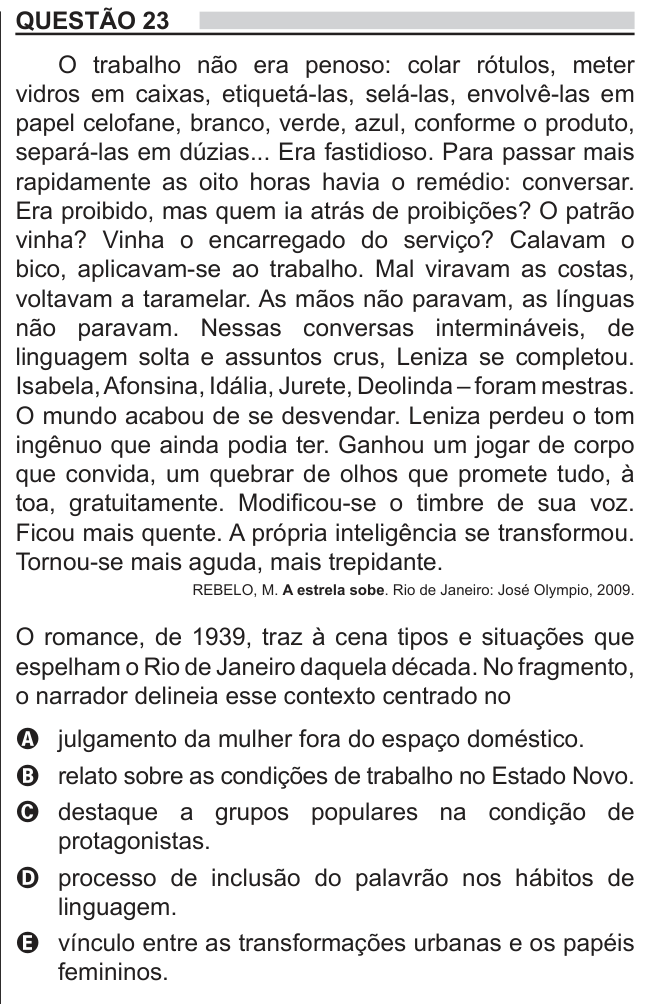 QUESTÃO 23
O trabalho não era penoso: colar rótulos, meter
vidros em caixas, etiquetá-las, selá-las, envolvê-las em
papel celofane, branco, verde, azul, conforme o produto,
separá-las em dúzias... Era fastidioso. Para passar mais
rapidamente as oito horas havia o remédio: conversar.
Era proibido, mas quem ia atrás de proibições? O patrão
vinha? Vinha o encarregado do serviço? Calavam o
bico, aplicavam-se ao trabalho. Mal viravam as costas,
voltavam a taramelar. As mãos não paravam, as línguas
não paravam. Nessas conversas intermináveis, de
linguagem solta e assuntos crus, Leniza se completou.
Isabela, Afonsina, Idália, Jurete, Deolinda – foram mestras.
O mundo acabou de se desvendar. Leniza perdeu o tom
ingênuo que ainda podia ter. Ganhou um jogar de corpo
que convida, um quebrar de olhos que promete tudo, à
toa, gratuitamente. Modificou-se o timbre de sua voz.
Ficou mais quente. A própria inteligência se transformou.
Tornou-se mais aguda, mais trepidante.
REBELO, M. A estrela sobe. Rio de Janeiro: José Olympio, 2009.
O romance, de 1939, traz à cena tipos e situações que
espelham o Rio de Janeiro daquela década. No fragmento,
o narrador delineia esse contexto centrado no
A julgamento da mulher fora do espaço doméstico.
B relato sobre as condições de trabalho no Estado Novo.
C destaque a grupos populares na condição de
protagonistas.
D processo de inclusão do palavrão nos hábitos de
linguagem.
E vínculo entre as transformações urbanas e os papéis
femininos.